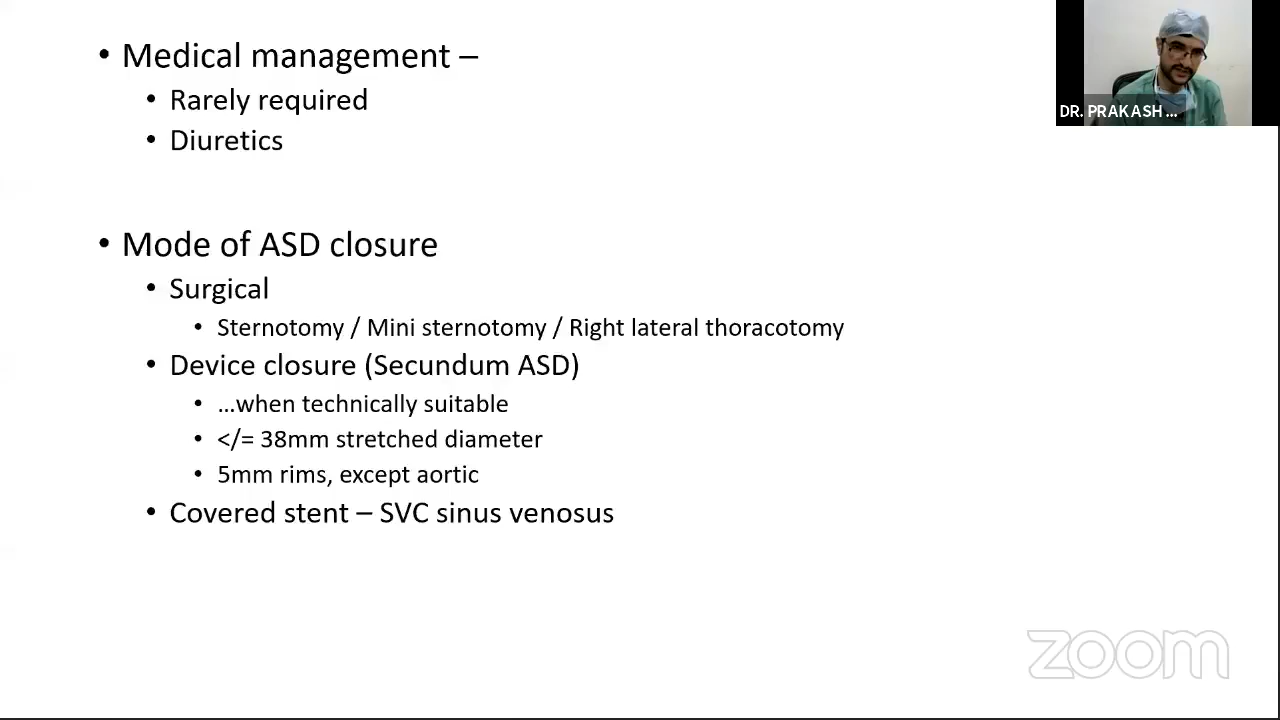 • Medical management –
• Rarely required
• Diuretics
• Mode of ASD closure
• Surgical
• Sternotomy / Mini sternotomy / Right lateral thoracotomy
• Device closure (Secundum ASD)
• ...when technically suitable
• </= 38mm stretched diameter
• 5mm rims, except aortic
• Covered stent – SVC sinus venosus
DR. PRAKASH ...
zoom